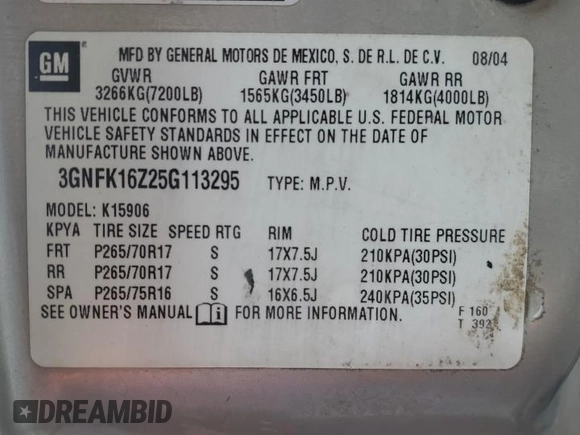 GM
MFD BY GENERAL MOTORS DE MEXICO, S. DE R.L. DE C.V. 08/04
GVWR GAWR FRT GAWR RR
3266KG(7200LB) 1565KG(3450LB) 1814KG(4000LB)
THIS VEHICLE CONFORMS TO ALL APPLICABLE U.S. FEDERAL MOTOR
VEHICLE SAFETY STANDARDS IN EFFECT ON THE DATE OF
MANUFACTURE SHOWN ABOVE.
3GNFK16Z25G113295 TYPE: M.P.V.
MODEL: K15906
KPYA TIRE SIZE SPEED RTG RIM COLD TIRE PRESSURE
FRT P265/70R17 S 17X7.5J 210KPA(30PSI)
RR P265/70R17 S 17X7.5J 210KPA(30PSI)
SPA P265/75R16 S 16X6.5J 240KPA(35PSI)
SEE OWNER'S MANUAL FOR MORE INFORMATION.
F 160
T 392
DREAMBID